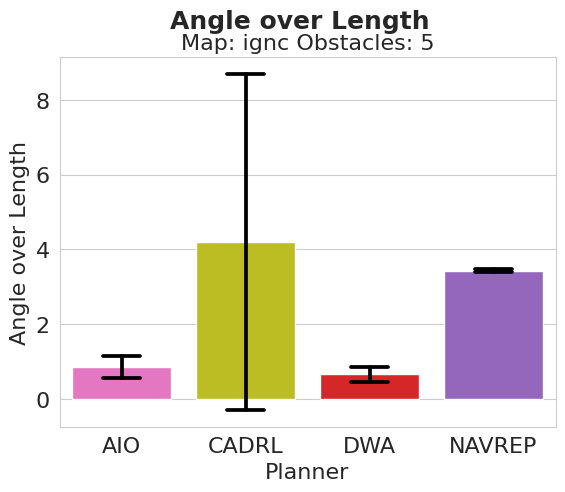 Angle over Length
Map: ignc Obstacles: 5
Angle over Length
8
6
4
2
0
AIO CADRL DWA NAVREP
Planner